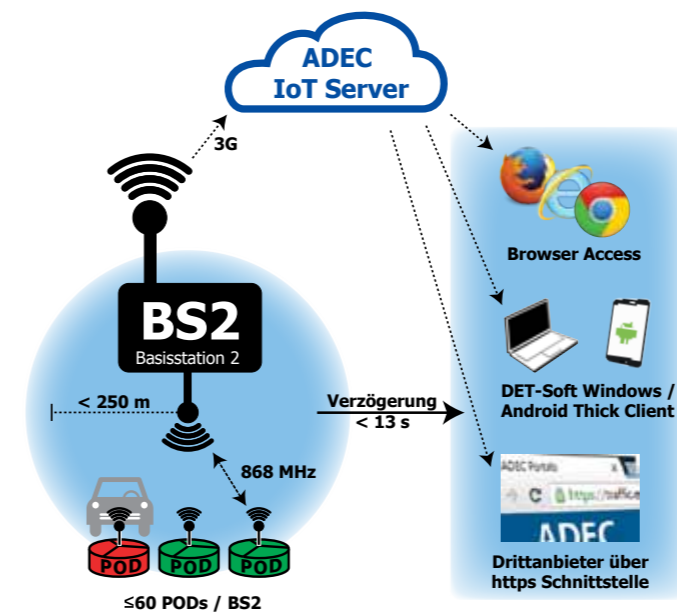 ADEC
IoT Server
3G
BS2
Basisstation 2
< 250 m
868 MHz
POD
POD
POD
≤60 PODs / BS2
Verzögerung
< 13 s
Browser Access
DET-Soft Windows /
Android Thick Client
ADEC Portals x
C https://traffic
ADEC
Drittanbieter über
https Schnittstelle